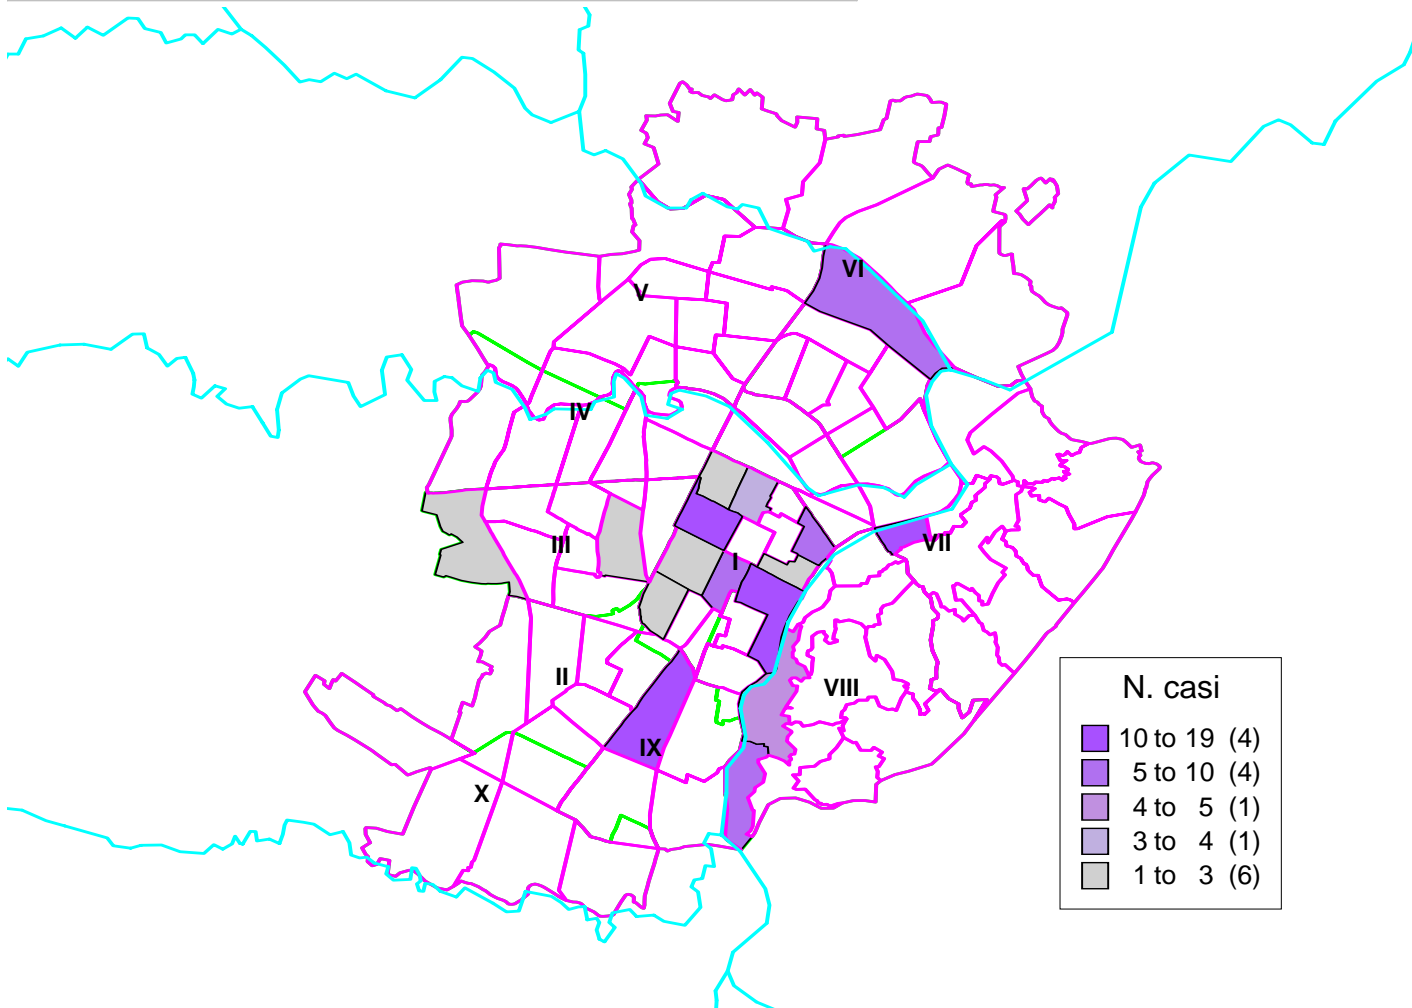 VI
V
IV
III
I
VII
II
VIII
IX
X
N. casi
10 to 19 (4)
5 to 10 (4)
4 to 5 (1)
3 to 4 (1)
1 to 3 (6)